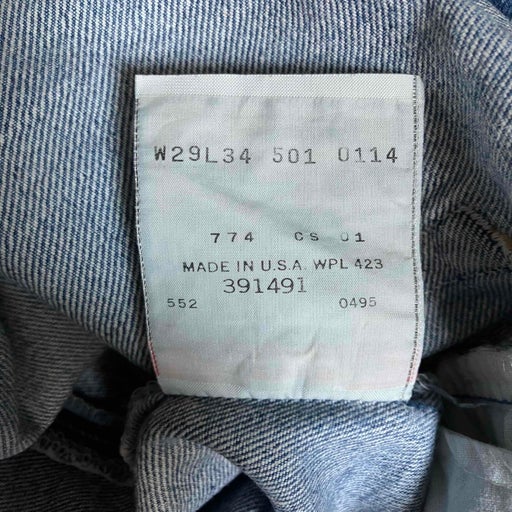 W29L34 501 0114
774 CS 01
MADE IN U.S.A. WPL 423
391491
552 0495